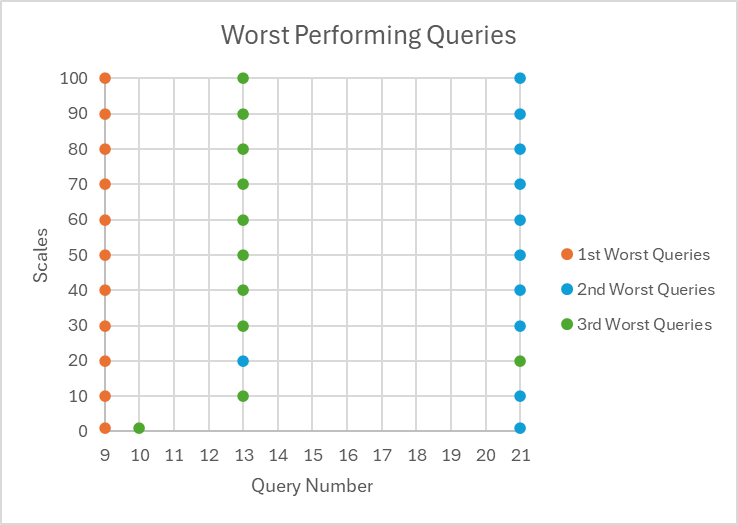 Worst Performing Queries
100
90
80
70
60
50
40
30
20
10
0
Scales
9 10 11 12 13 14 15 16 17 18 19 20 21
Query Number
1st Worst Queries
2nd Worst Queries
3rd Worst Queries